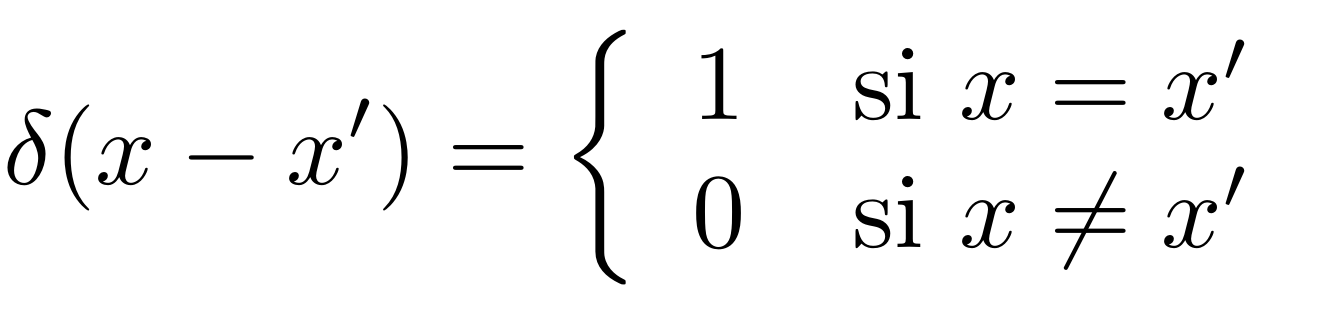 δ(x − x′) = { 1 si x = x′
0 si x ≠ x′